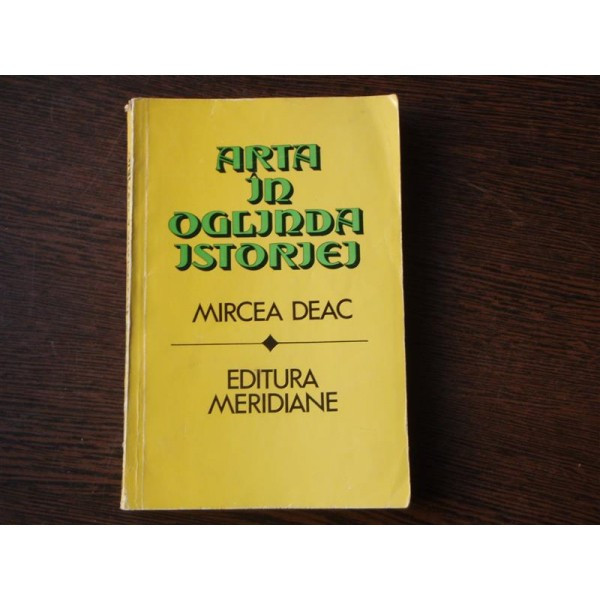 ARTA
ÎN
OGLINDA
ISTORIEI
MIRCEA DEAC
EDITURA
MERIDIANE